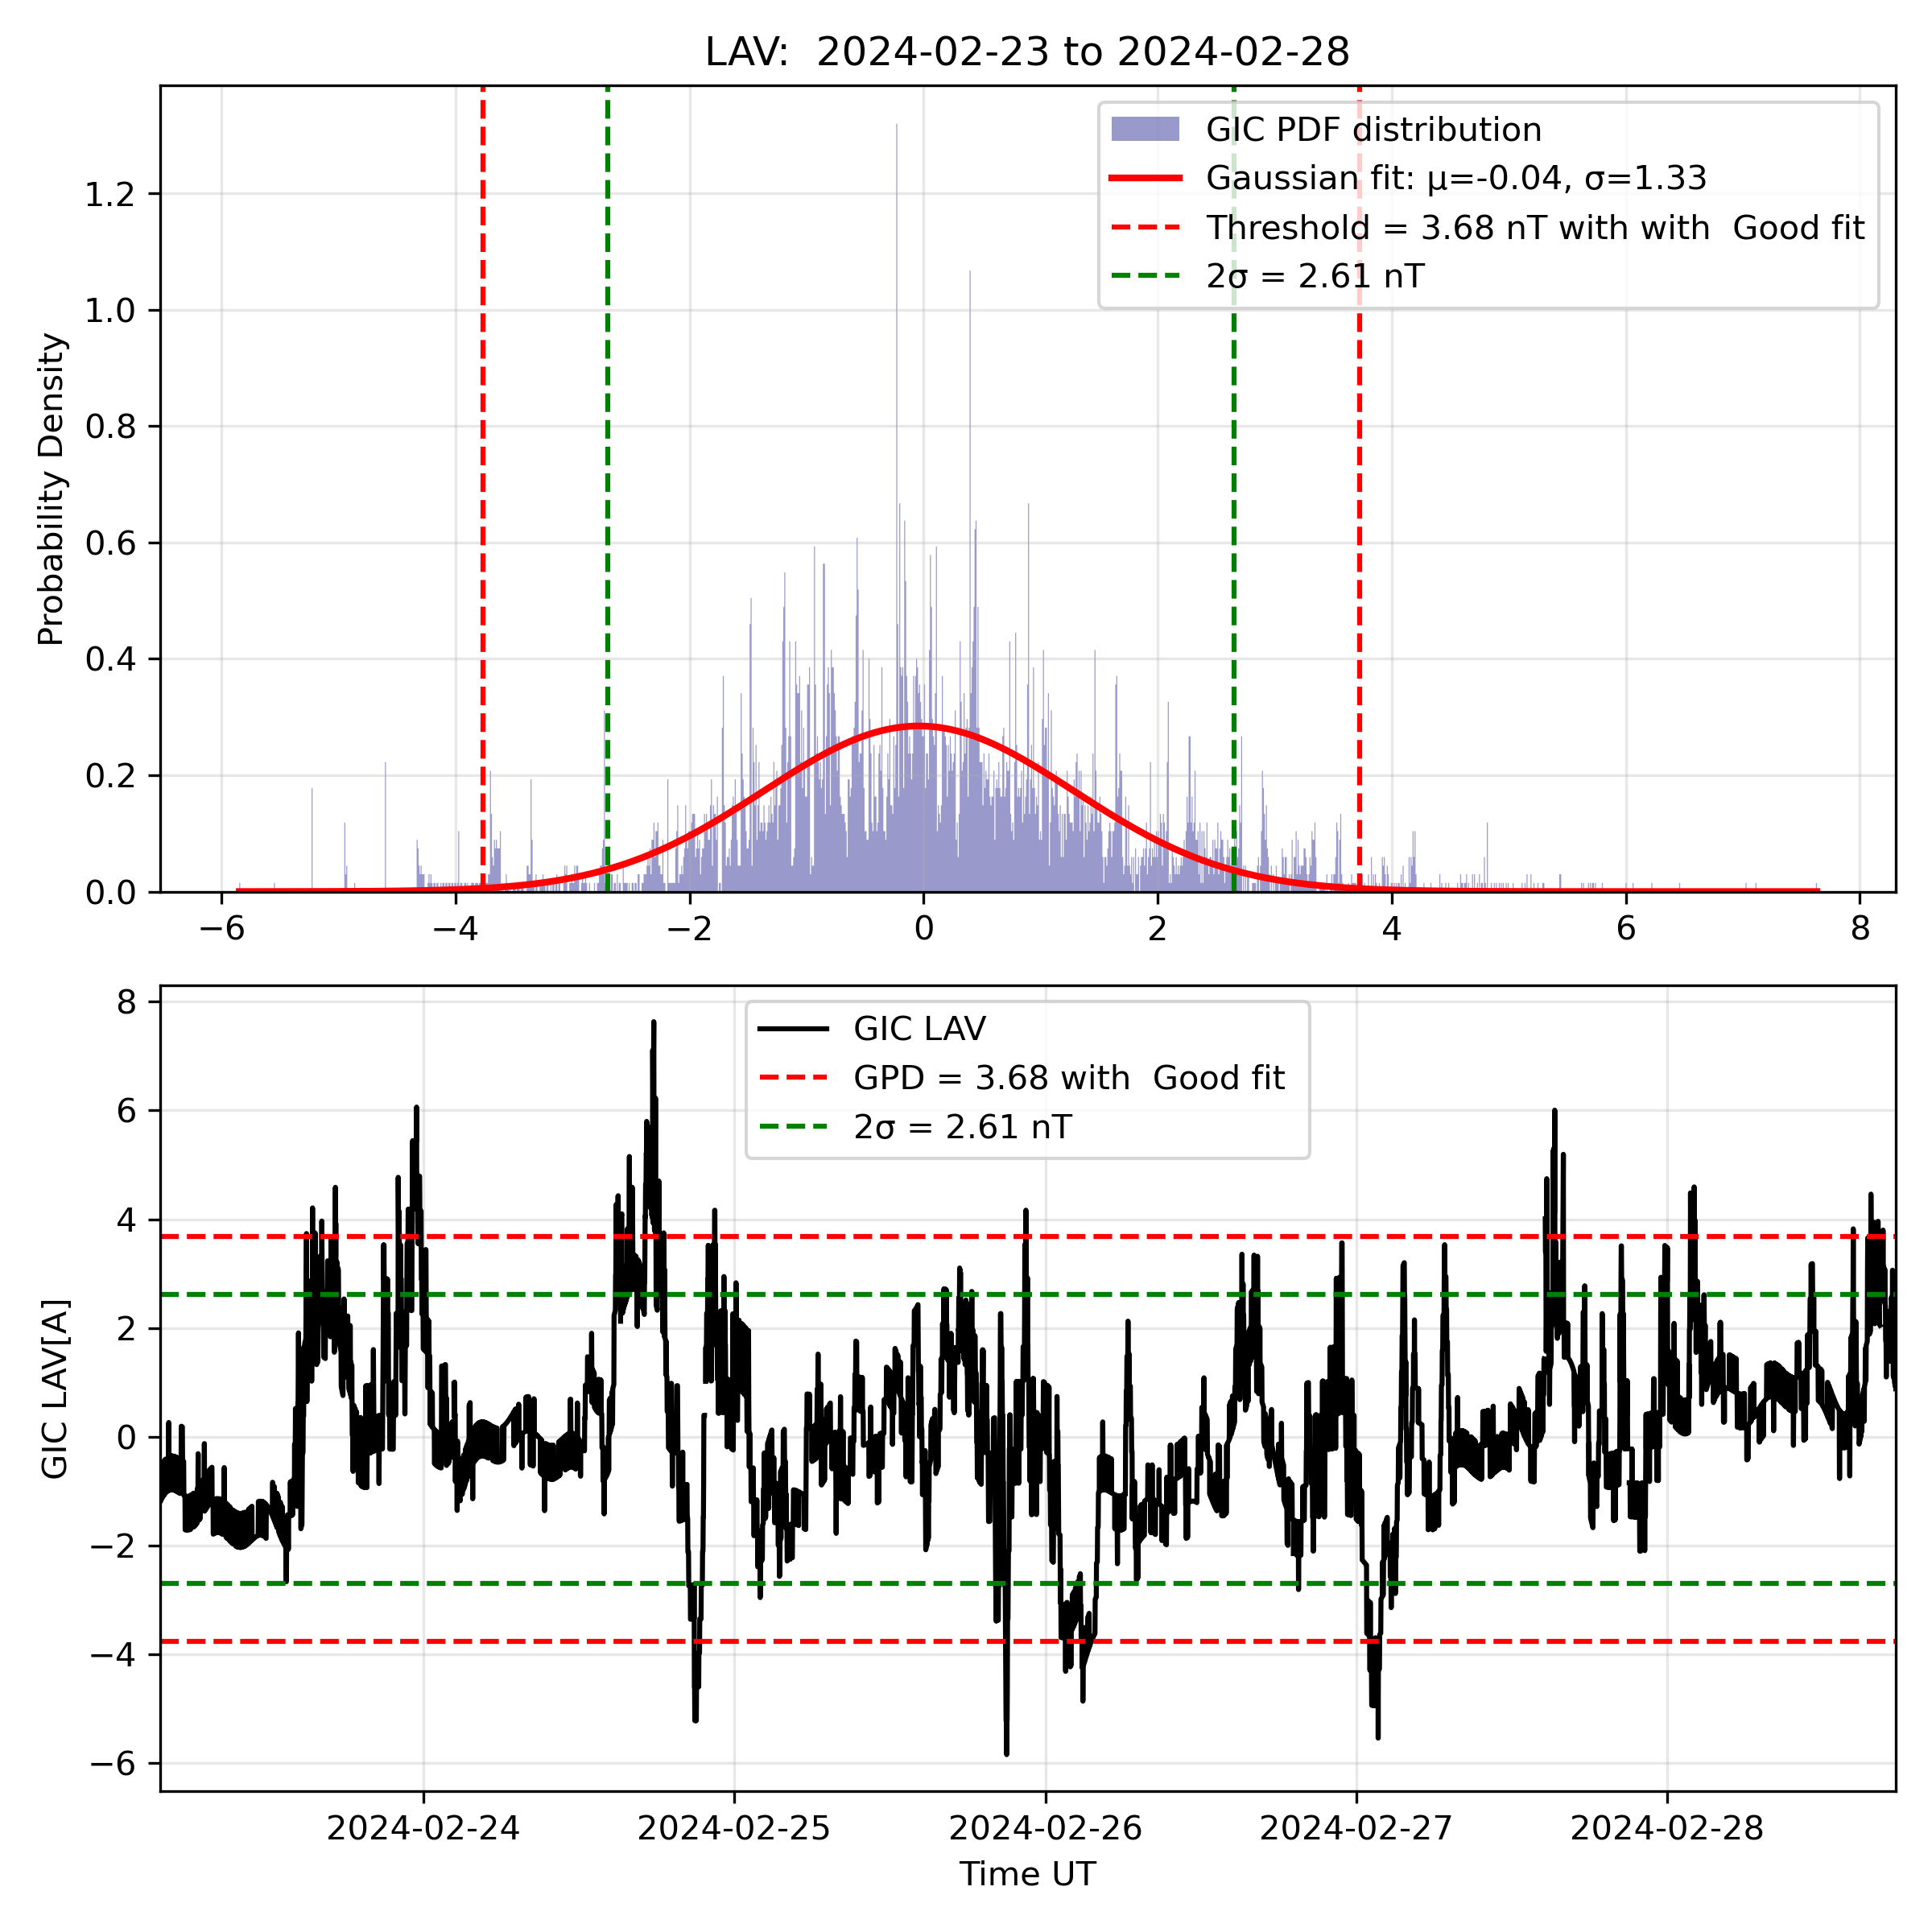 LAV:  2024-02-23 to 2024-02-28
Probability Density
1.2
1.0
0.8
0.6
0.4
0.2
0.0
GIC PDF distribution
Gaussian fit: μ=-0.04, σ=1.33
Threshold = 3.68 nT with with  Good fit
2σ = 2.61 nT
−6 −4 −2 0 2 4 6 8
GIC LAV[A]
8
6
4
2
0
−2
−4
−6
GIC LAV
GPD = 3.68 with  Good fit
2σ = 2.61 nT
2024-02-24 2024-02-25 2024-02-26 2024-02-27 2024-02-28
Time UT